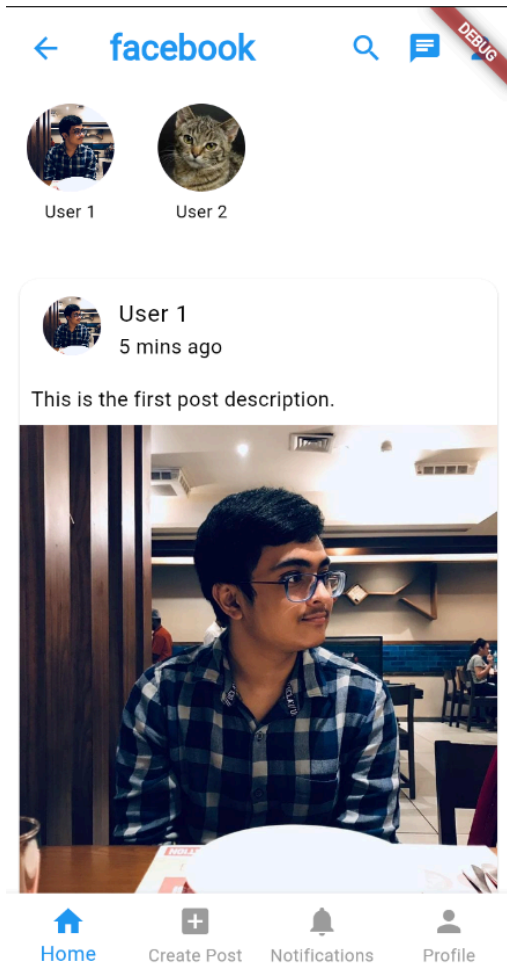 facebook
DEBUG
User 1
User 2
User 1
5 mins ago
This is the first post description.
Home
Create Post
Notifications
Profile